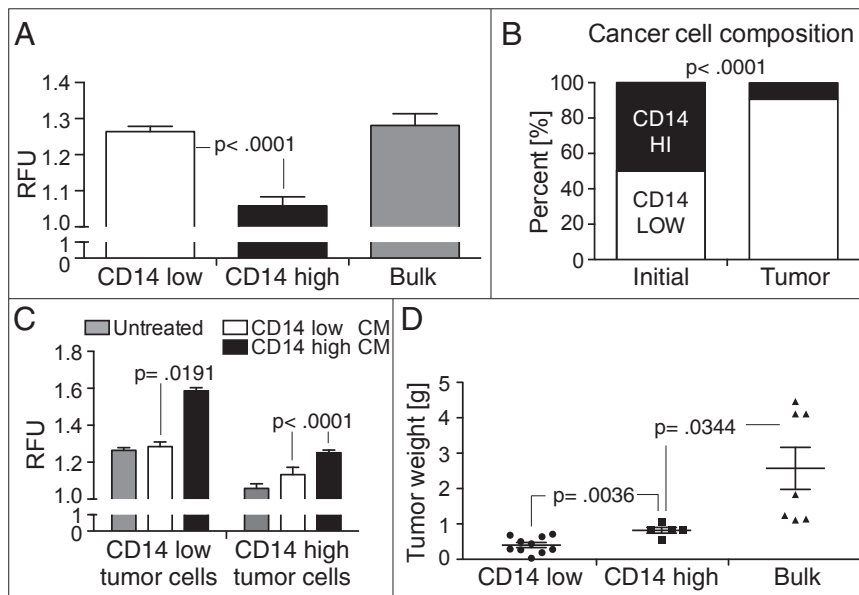 A
1.4
1.3
1.2
1.1
1.0
1
0
RFU
p< .0001
CD14 low CD14 high Bulk
B
Cancer cell composition
p< .0001
100
80
60
40
20
0
Percent [%]
CD14 HI
CD14 LOW
Initial Tumor
C
Untreated CD14 low CM
CD14 high CM
1.8
1.6
1.4
1.2
1.0
1
0
RFU
p= .0191
p< .0001
CD14 low CD14 high
tumor cells tumor cells
D
5
4
3
2
1
0
Tumor weight [g]
p= .0344
p= .0036
CD14 low CD14 high Bulk